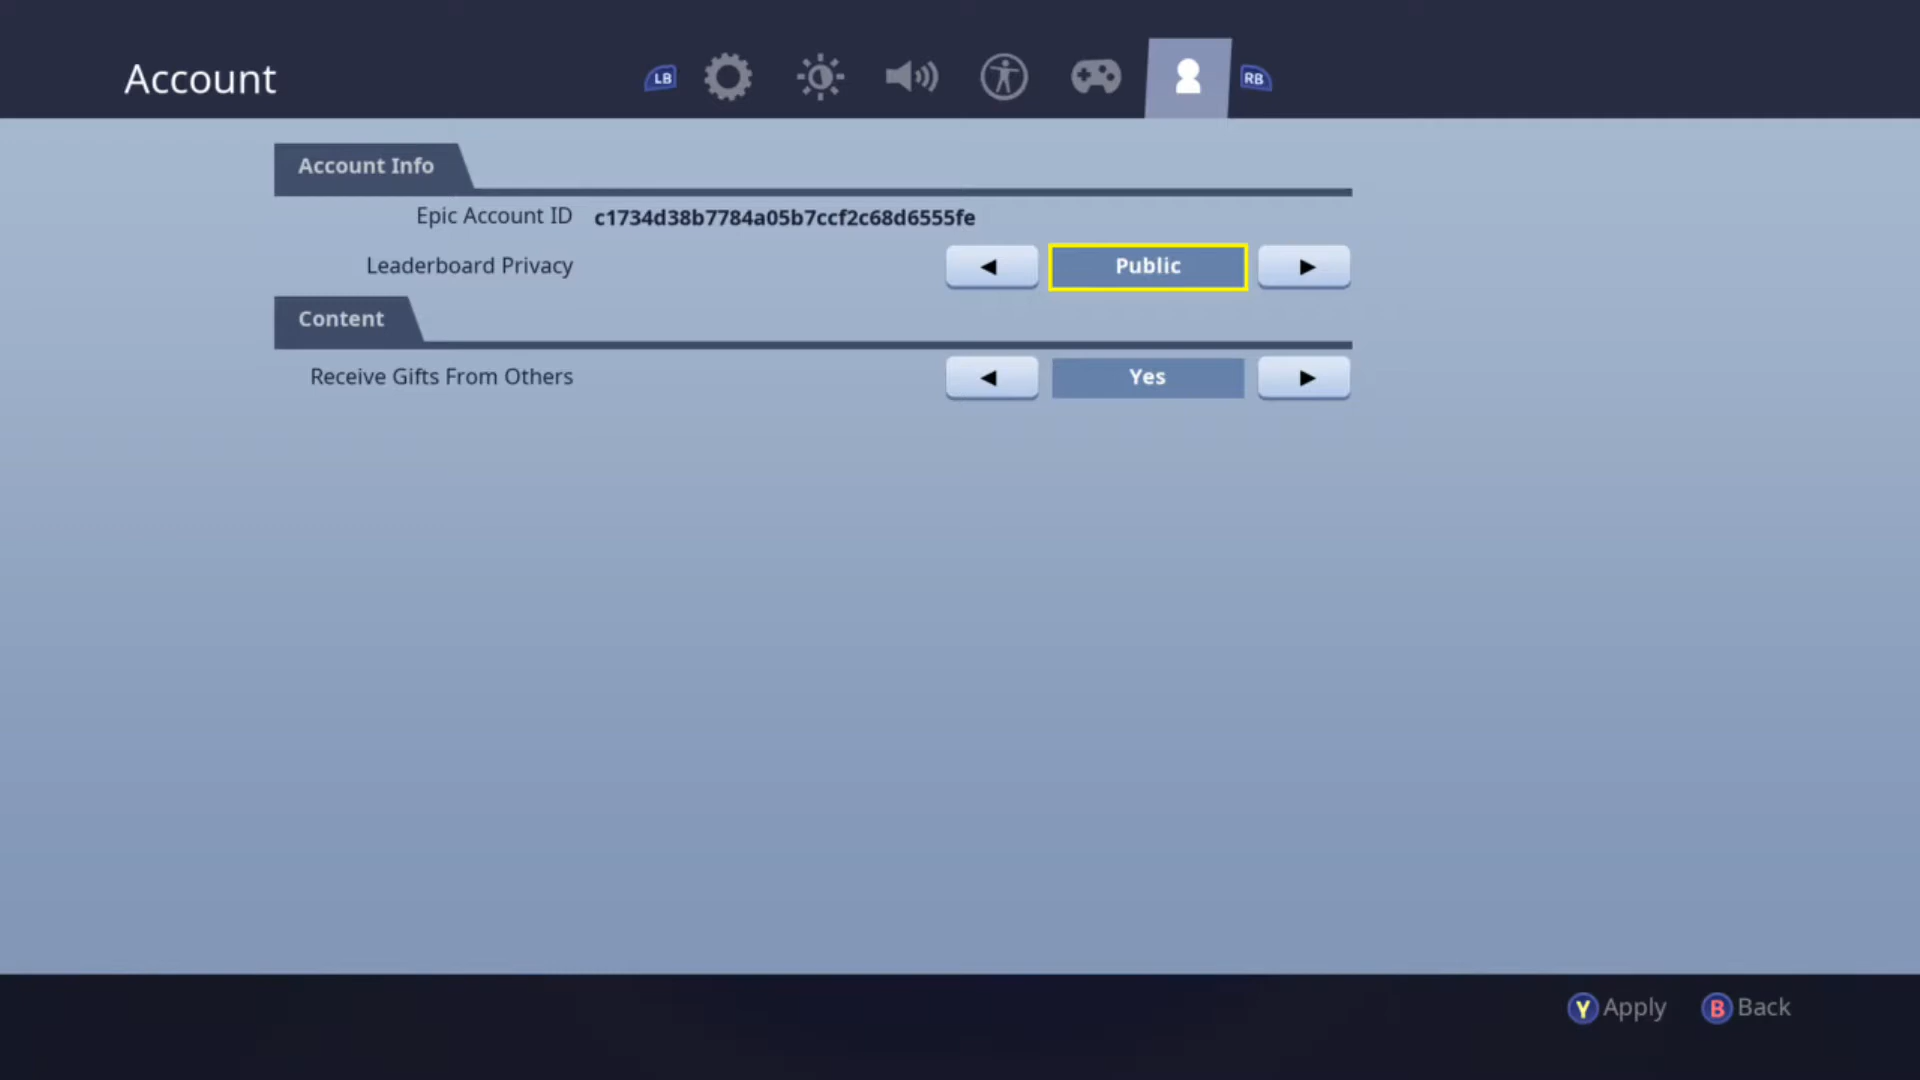 Account
LB
RB
Account Info
Epic Account ID c1734d38b7784a05b7ccf2c68d6555fe
Leaderboard Privacy Public
Content
Receive Gifts From Others Yes
Y Apply B Back